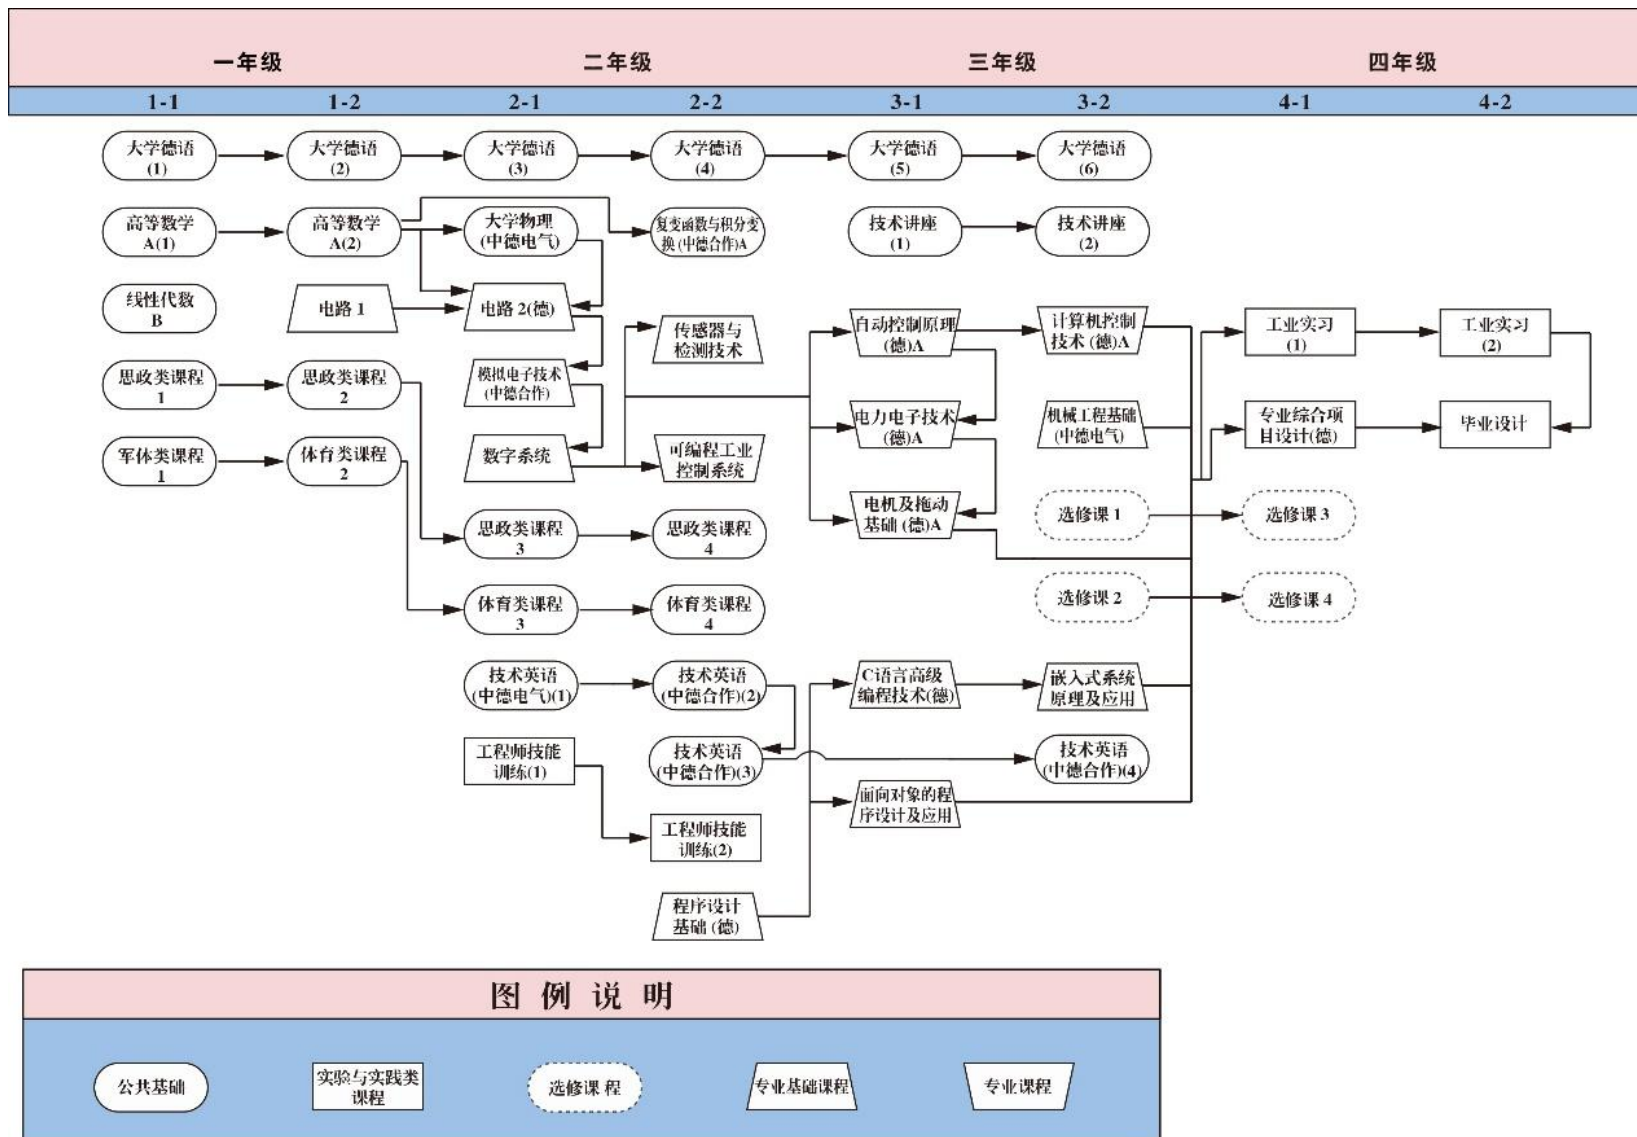 一年级
二年级
三年级
四年级
1-1
1-2
2-1
2-2
3-1
3-2
4-1
4-2
大学德语
(1)
大学德语
(2)
大学德语
(3)
大学德语
(4)
大学德语
(5)
大学德语
(6)
高等数学
A(1)
高等数学
A(2)
大学物理
(中德电气)
复变函数与积分变
换(中德合作)A
技术讲座
(1)
技术讲座
(2)
线性代数
B
电路 1
电路 2(德)
传感器与
检测技术
自动控制原理
(德)A
计算机控制
技术 (德)A
工业实习
(1)
工业实习
(2)
思政类课程
1
思政类课程
2
模拟电子技术
(中德合作)
电力电子技术
(德)A
机械工程基础
(中德电气)
专业综合项
目设计(德)
毕业设计
军体类课程
1
体育类课程
2
数字系统
可编程工业
控制系统
电机及拖动
基础 (德)A
选修课 1
选修课 3
思政类课程
3
思政类课程
4
体育类课程
3
体育类课程
4
选修课 2
选修课 4
技术英语
(中德电气)(1)
技术英语
(中德合作)(2)
C语言高级
编程技术(德)
嵌入式系统
原理及应用
工程师技能
训练(1)
技术英语
(中德合作)(3)
技术英语
(中德合作)(4)
面向对象的程
序设计及应用
工程师技能
训练(2)
程序设计
基础 (德)
图 例 说 明
公共基础
实验与实践类
课程
选修课 程
专业基础课程
专业课程